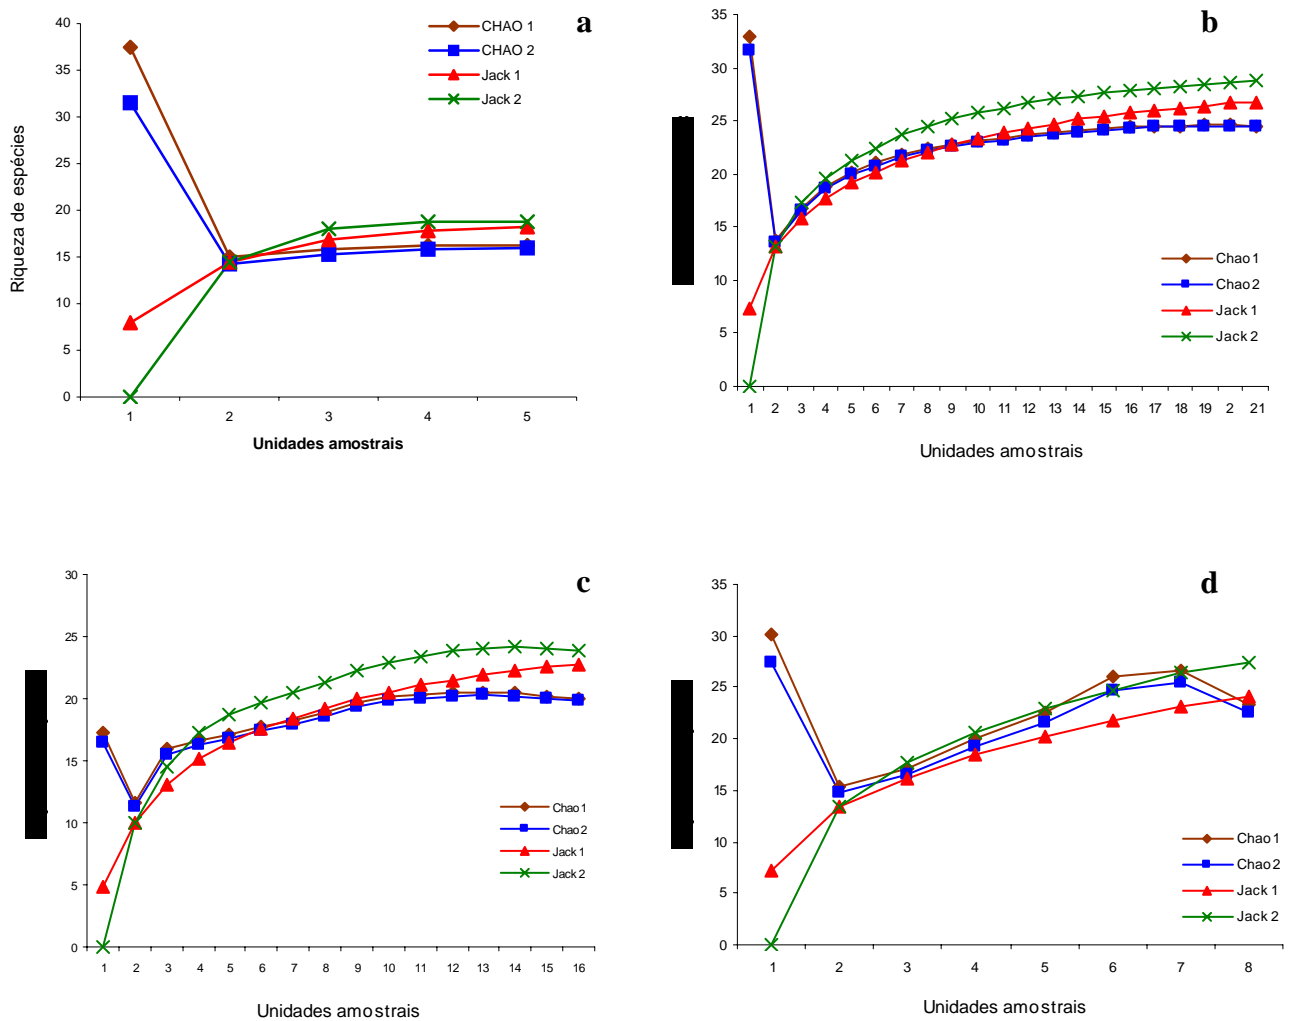 a
40
35
30
25
20
15
10
5
0
Riqueza de espécies
CHAO 1
CHAO 2
Jack 1
Jack 2
1 2 3 4 5
Unidades amostrais
b
35
30
25
20
15
10
5
0
Chao 1
Chao 2
Jack 1
Jack 2
1 2 3 4 5 6 7 8 9 10 11 12 13 14 15 16 17 18 19 2 21
Unidades amostrais
c
30
25
20
15
10
5
0
Chao 1
Chao 2
Jack 1
Jack 2
1 2 3 4 5 6 7 8 9 10 11 12 13 14 15 16
Unidades amostrais
d
35
30
25
20
15
10
5
0
Chao 1
Chao 2
Jack 1
Jack 2
1 2 3 4 5 6 7 8
Unidades amostrais